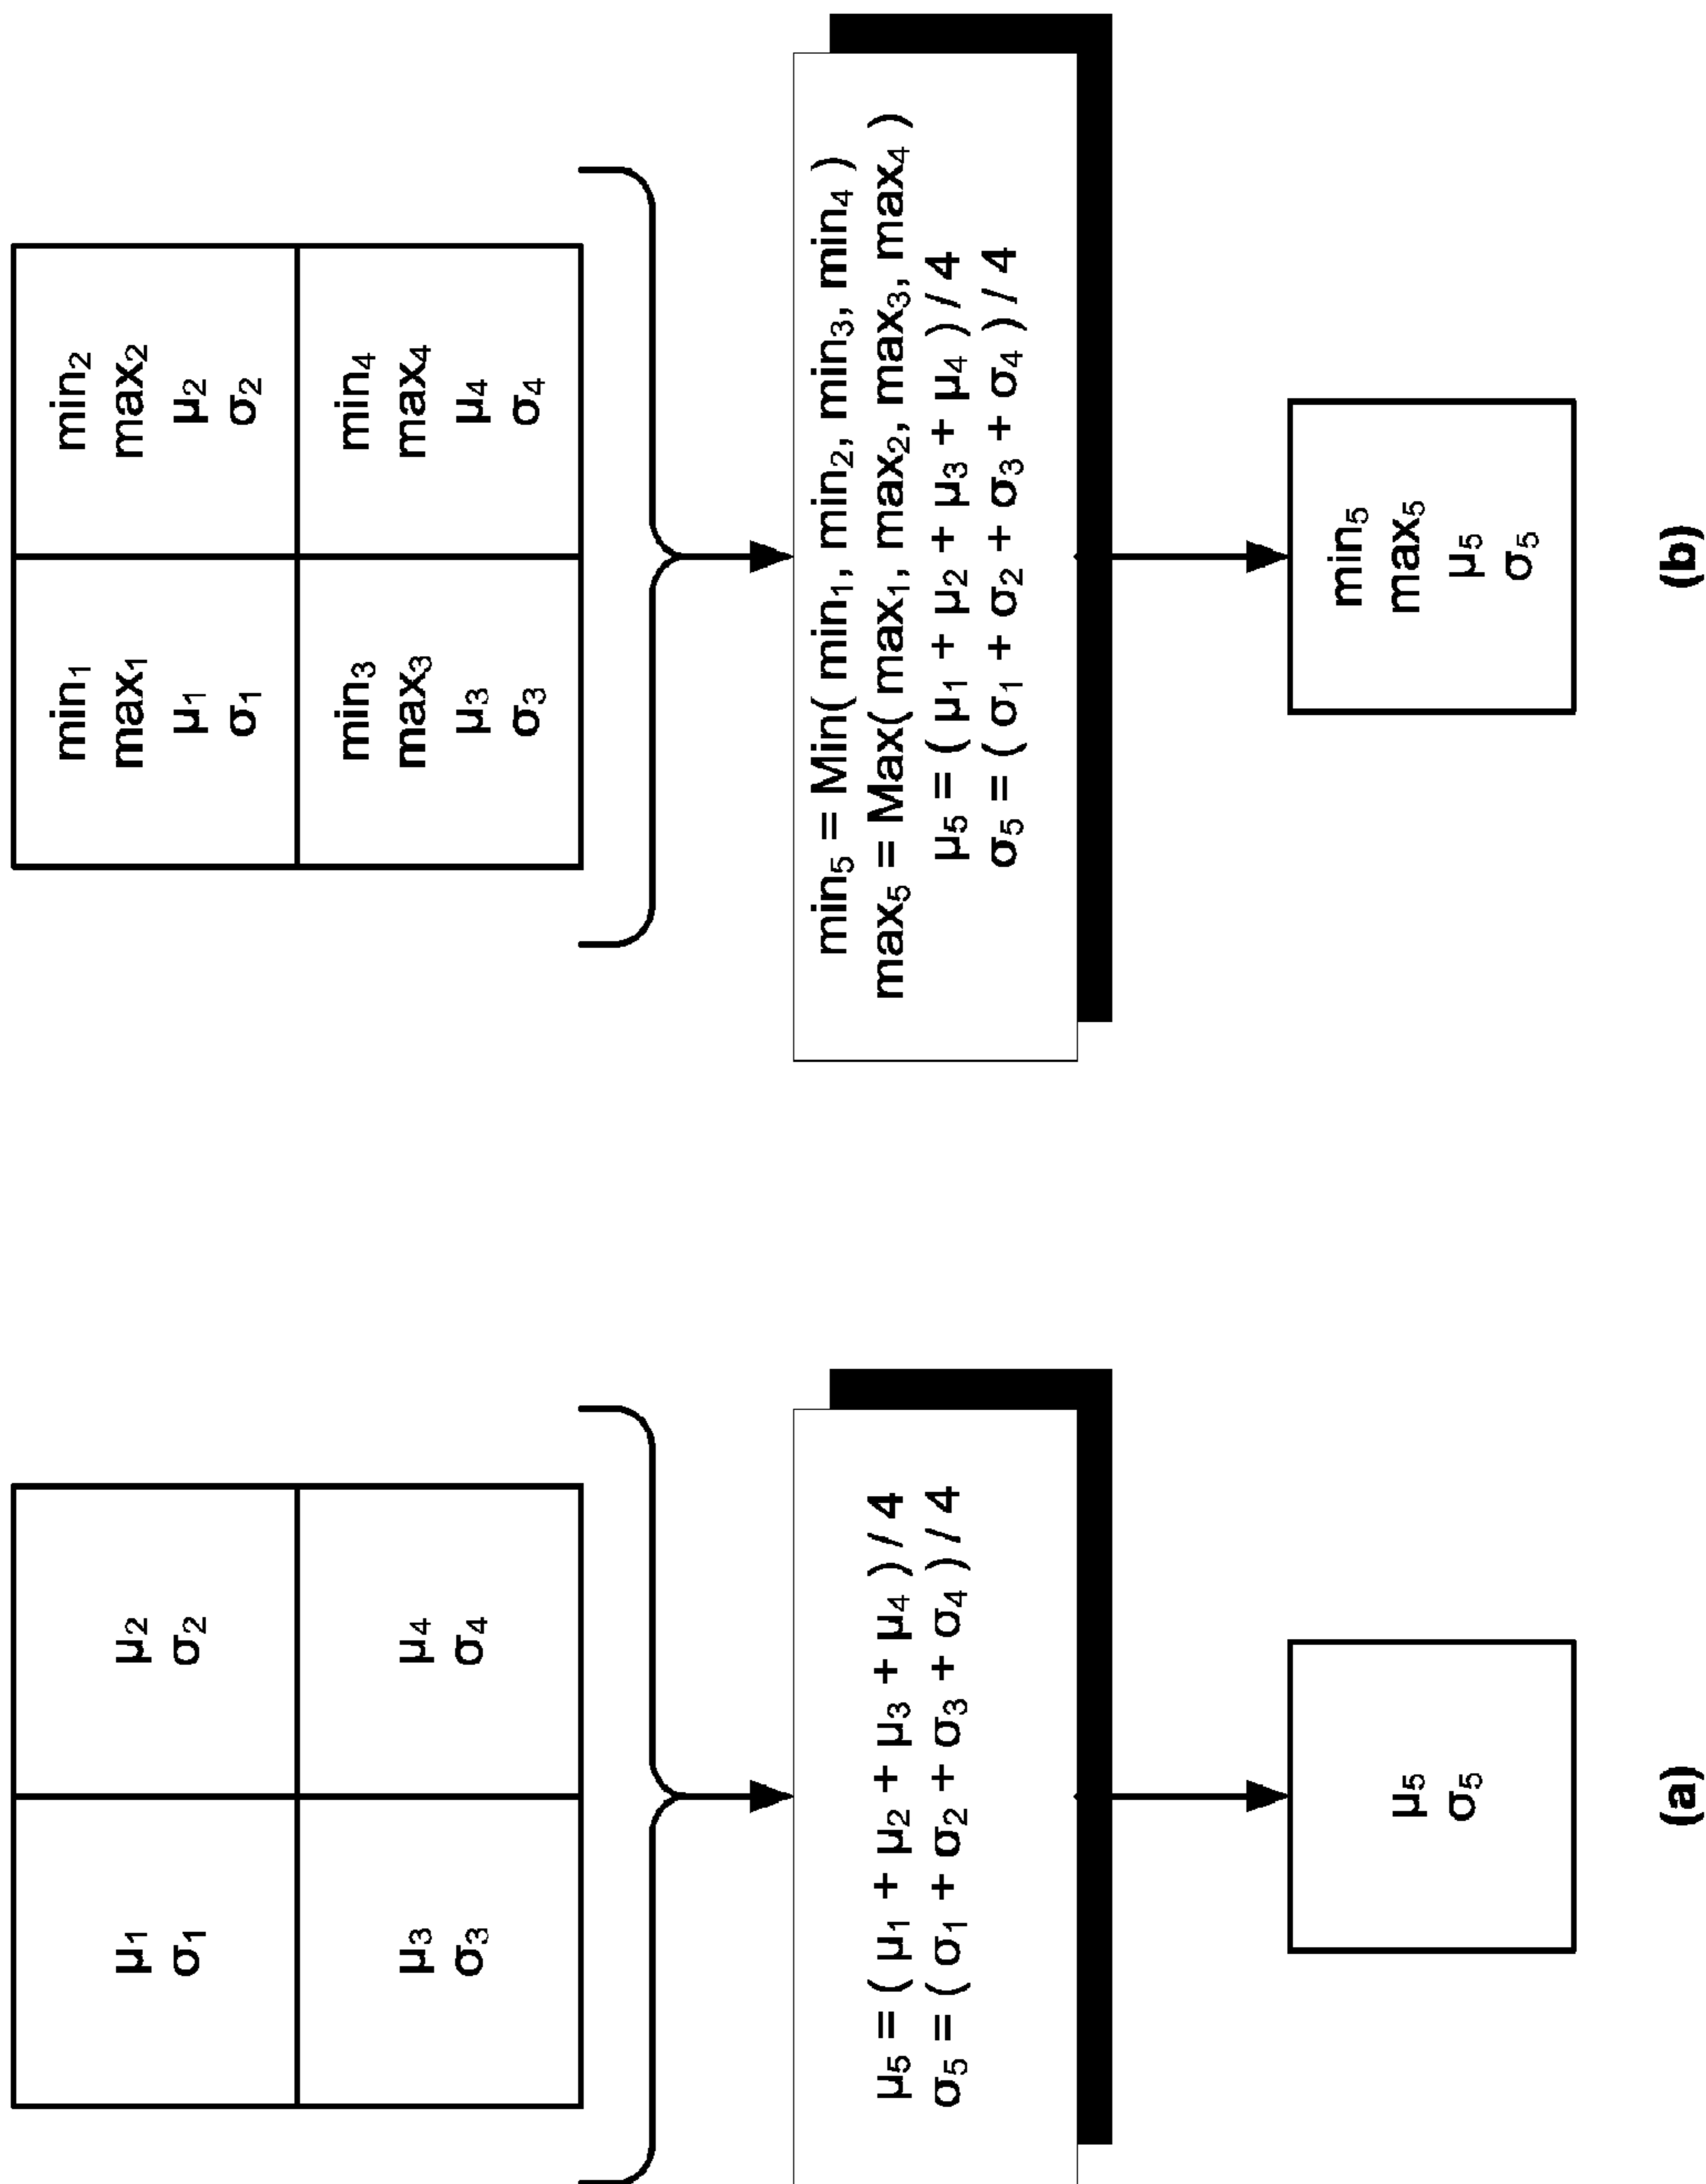 μ₁ μ₂
σ₁ σ₂
μ₃ μ₄
σ₃ σ₄
μ₅ = ( μ₁ + μ₂ + μ₃ + μ₄ ) / 4
σ₅ = ( σ₁ + σ₂ + σ₃ + σ₄ ) / 4
μ₅
σ₅
(a)
min₁ min₂
max₁ max₂
μ₁ μ₂
σ₁ σ₂
min₃ min₄
max₃ max₄
μ₃ μ₄
σ₃ σ₄
min₅ = Min( min₁, min₂, min₃, min₄ )
max₅ = Max( max₁, max₂, max₃, max₄ )
μ₅ = ( μ₁ + μ₂ + μ₃ + μ₄ ) / 4
σ₅ = ( σ₁ + σ₂ + σ₃ + σ₄ ) / 4
min₅
max₅
μ₅
σ₅
(b)